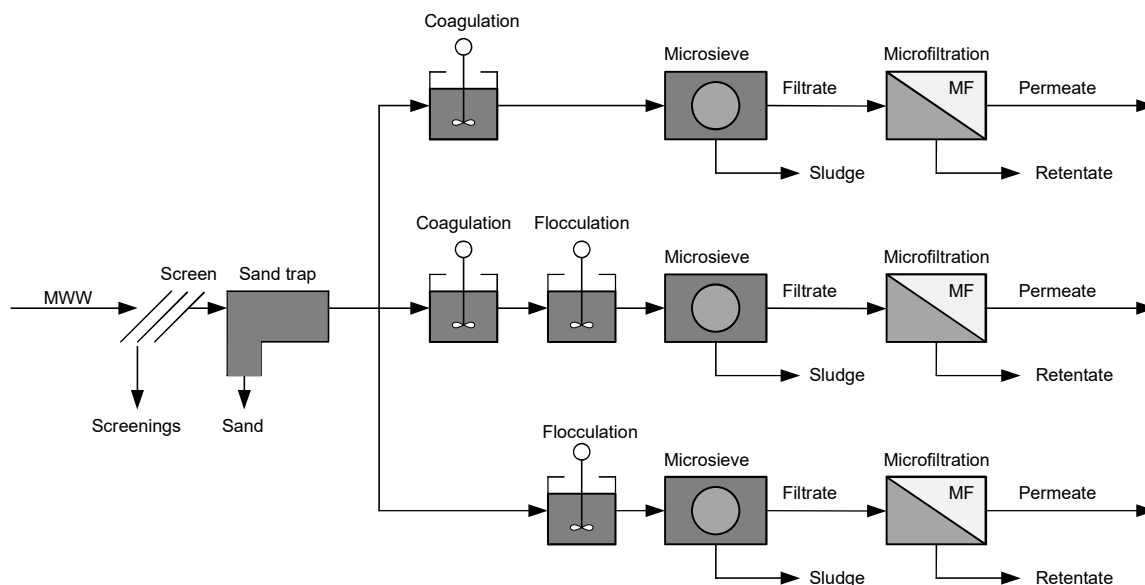 Coagulation
Microsieve
Microfiltration
Filtrate
MF
Permeate
Sludge
Retentate
Coagulation
Flocculation
Microsieve
Microfiltration
MWW
Screen
Sand trap
Filtrate
MF
Permeate
Sludge
Retentate
Screenings
Sand
Flocculation
Microsieve
Microfiltration
Filtrate
MF
Permeate
Sludge
Retentate